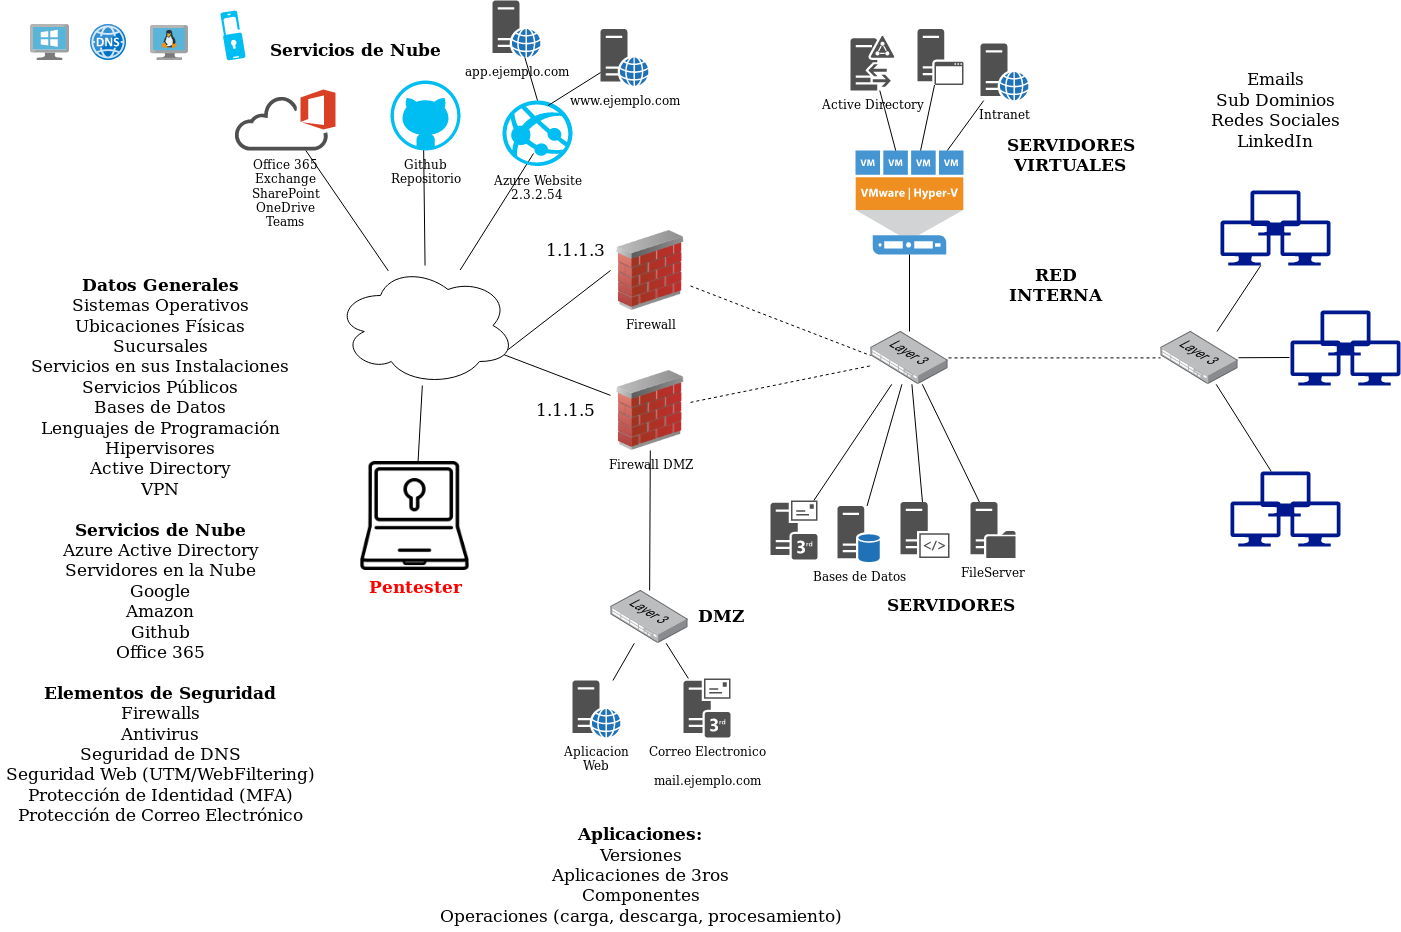 DNS
Servicios de Nube
app.ejemplo.com
www.ejemplo.com
Office 365
Exchange
SharePoint
OneDrive
Teams
Github
Repositorio
Azure Website
2.3.2.54
Active Directory
Intranet
SERVIDORES
VIRTUALES
VM
VM
VM
VM
VMware | Hyper-V
Emails
Sub Dominios
Redes Sociales
LinkedIn
1.1.1.3
Firewall
1.1.1.5
Firewall DMZ
RED
INTERNA
Layer 3
Layer 3
Datos Generales
Sistemas Operativos
Ubicaciones Físicas
Sucursales
Servicios en sus Instalaciones
Servicios Públicos
Bases de Datos
Lenguajes de Programación
Hipervisores
Active Directory
VPN
Servicios de Nube
Azure Active Directory
Servidores en la Nube
Google
Amazon
Github
Office 365
Elementos de Seguridad
Firewalls
Antivirus
Seguridad de DNS
Seguridad Web (UTM/WebFiltering)
Protección de Identidad (MFA)
Protección de Correo Electrónico
Pentester
3rd
</>
Bases de Datos
FileServer
SERVIDORES
Layer 3
DMZ
3rd
Aplicacion
Web
Correo Electronico
mail.ejemplo.com
Aplicaciones:
Versiones
Aplicaciones de 3ros
Componentes
Operaciones (carga, descarga, procesamiento)